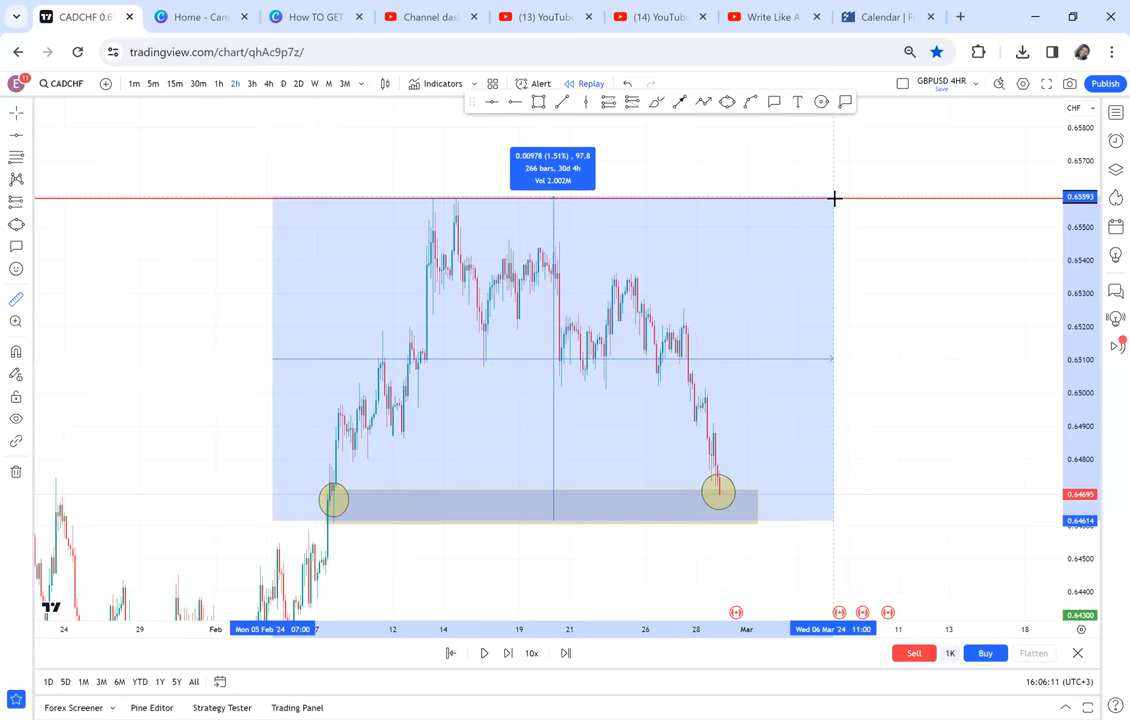 CADCHF 0.6
Home - Can
How TO GET
Channel das
(13) YouTub
(14) YouTub
Write Like A
Calendar | F
tradingview.com/chart/qhAc9p7z/
E 11 CADCHF 1m 5m 15m 30m 1h 2h 3h 4h D 2D W M 3M Indicators Alert Replay GBPUSD 4HR Publish
Save
CHF
0.65800
0.65700
0.00978 (1.51%) , 97.8
266 bars, 30d 4h
Vol 2.002M
0.65593
0.65500
0.65400
0.65300
0.65200
0.65100
0.65000
0.64900
0.64800
0.64695
0.64614
0.64500
0.64400
0.64300
24 29 Feb Mon 05 Feb '24 07:00 7 12 14 19 21 26 28 Mar Wed 06 Mar '24 11:00 11 13 18
10x Sell 1K Buy Flatten
1D 5D 1M 3M 6M YTD 1Y 5Y All 16:06:11 (UTC+3)
Forex Screener Pine Editor Strategy Tester Trading Panel